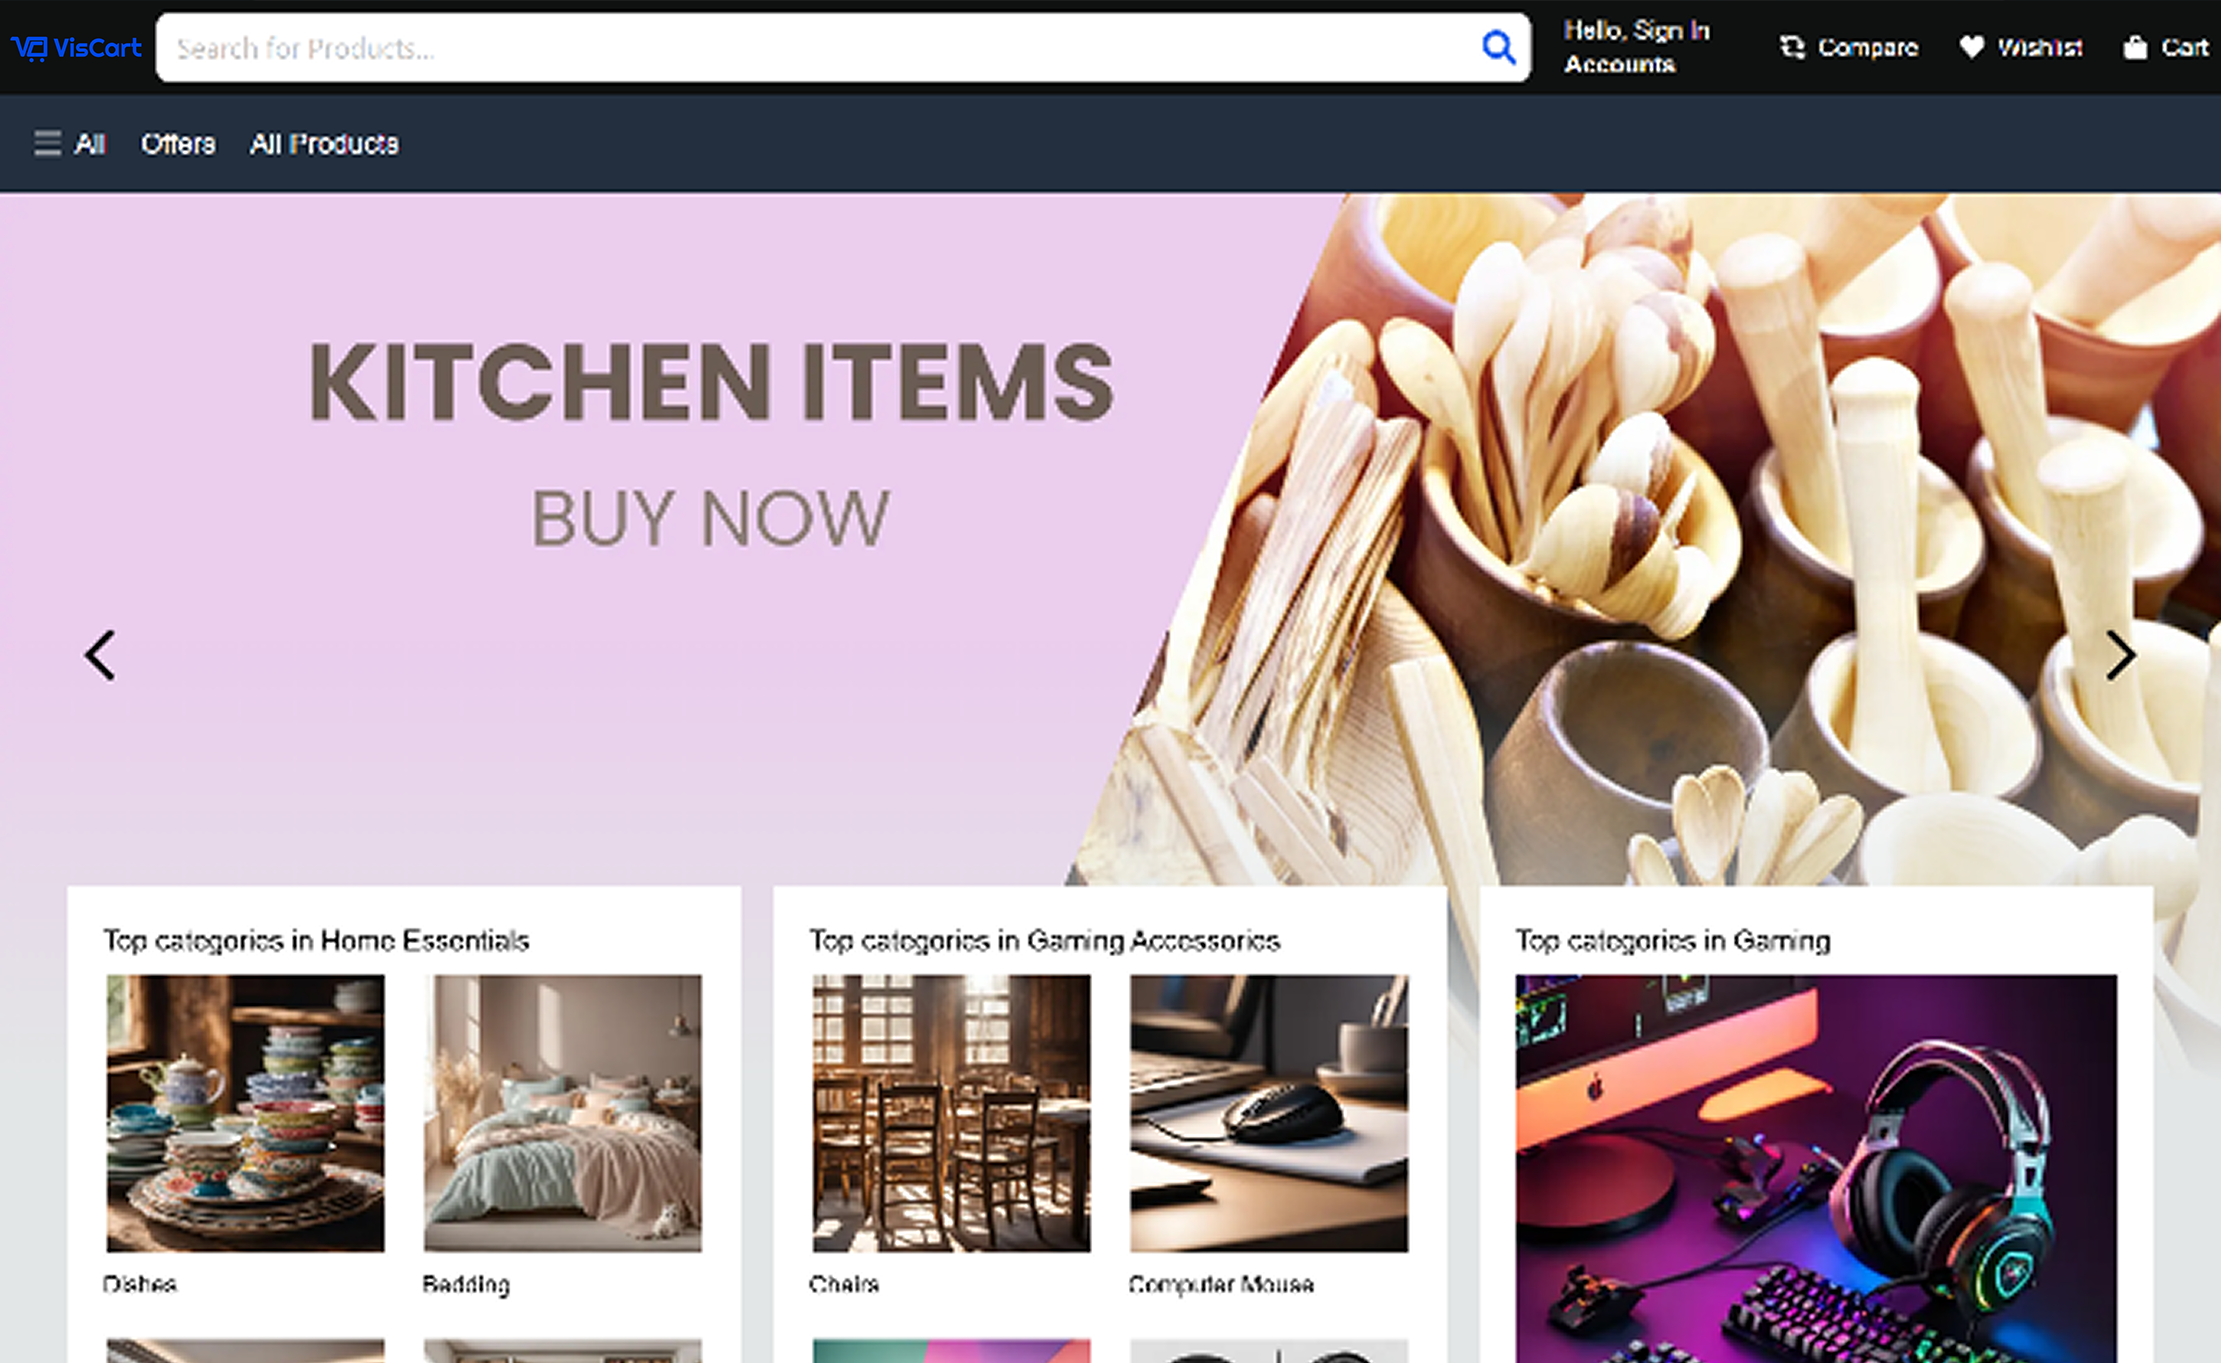 VisCart
Search for Products...
Hello, Sign In
Accounts
Compare
Wishlist
Cart
All
Offers
All Products
KITCHEN ITEMS
BUY NOW
Top categories in Home Essentials
Top categories in Gaming Accessories
Top categories in Gaming
Dishes
Bedding
Chairs
Computer Mouse